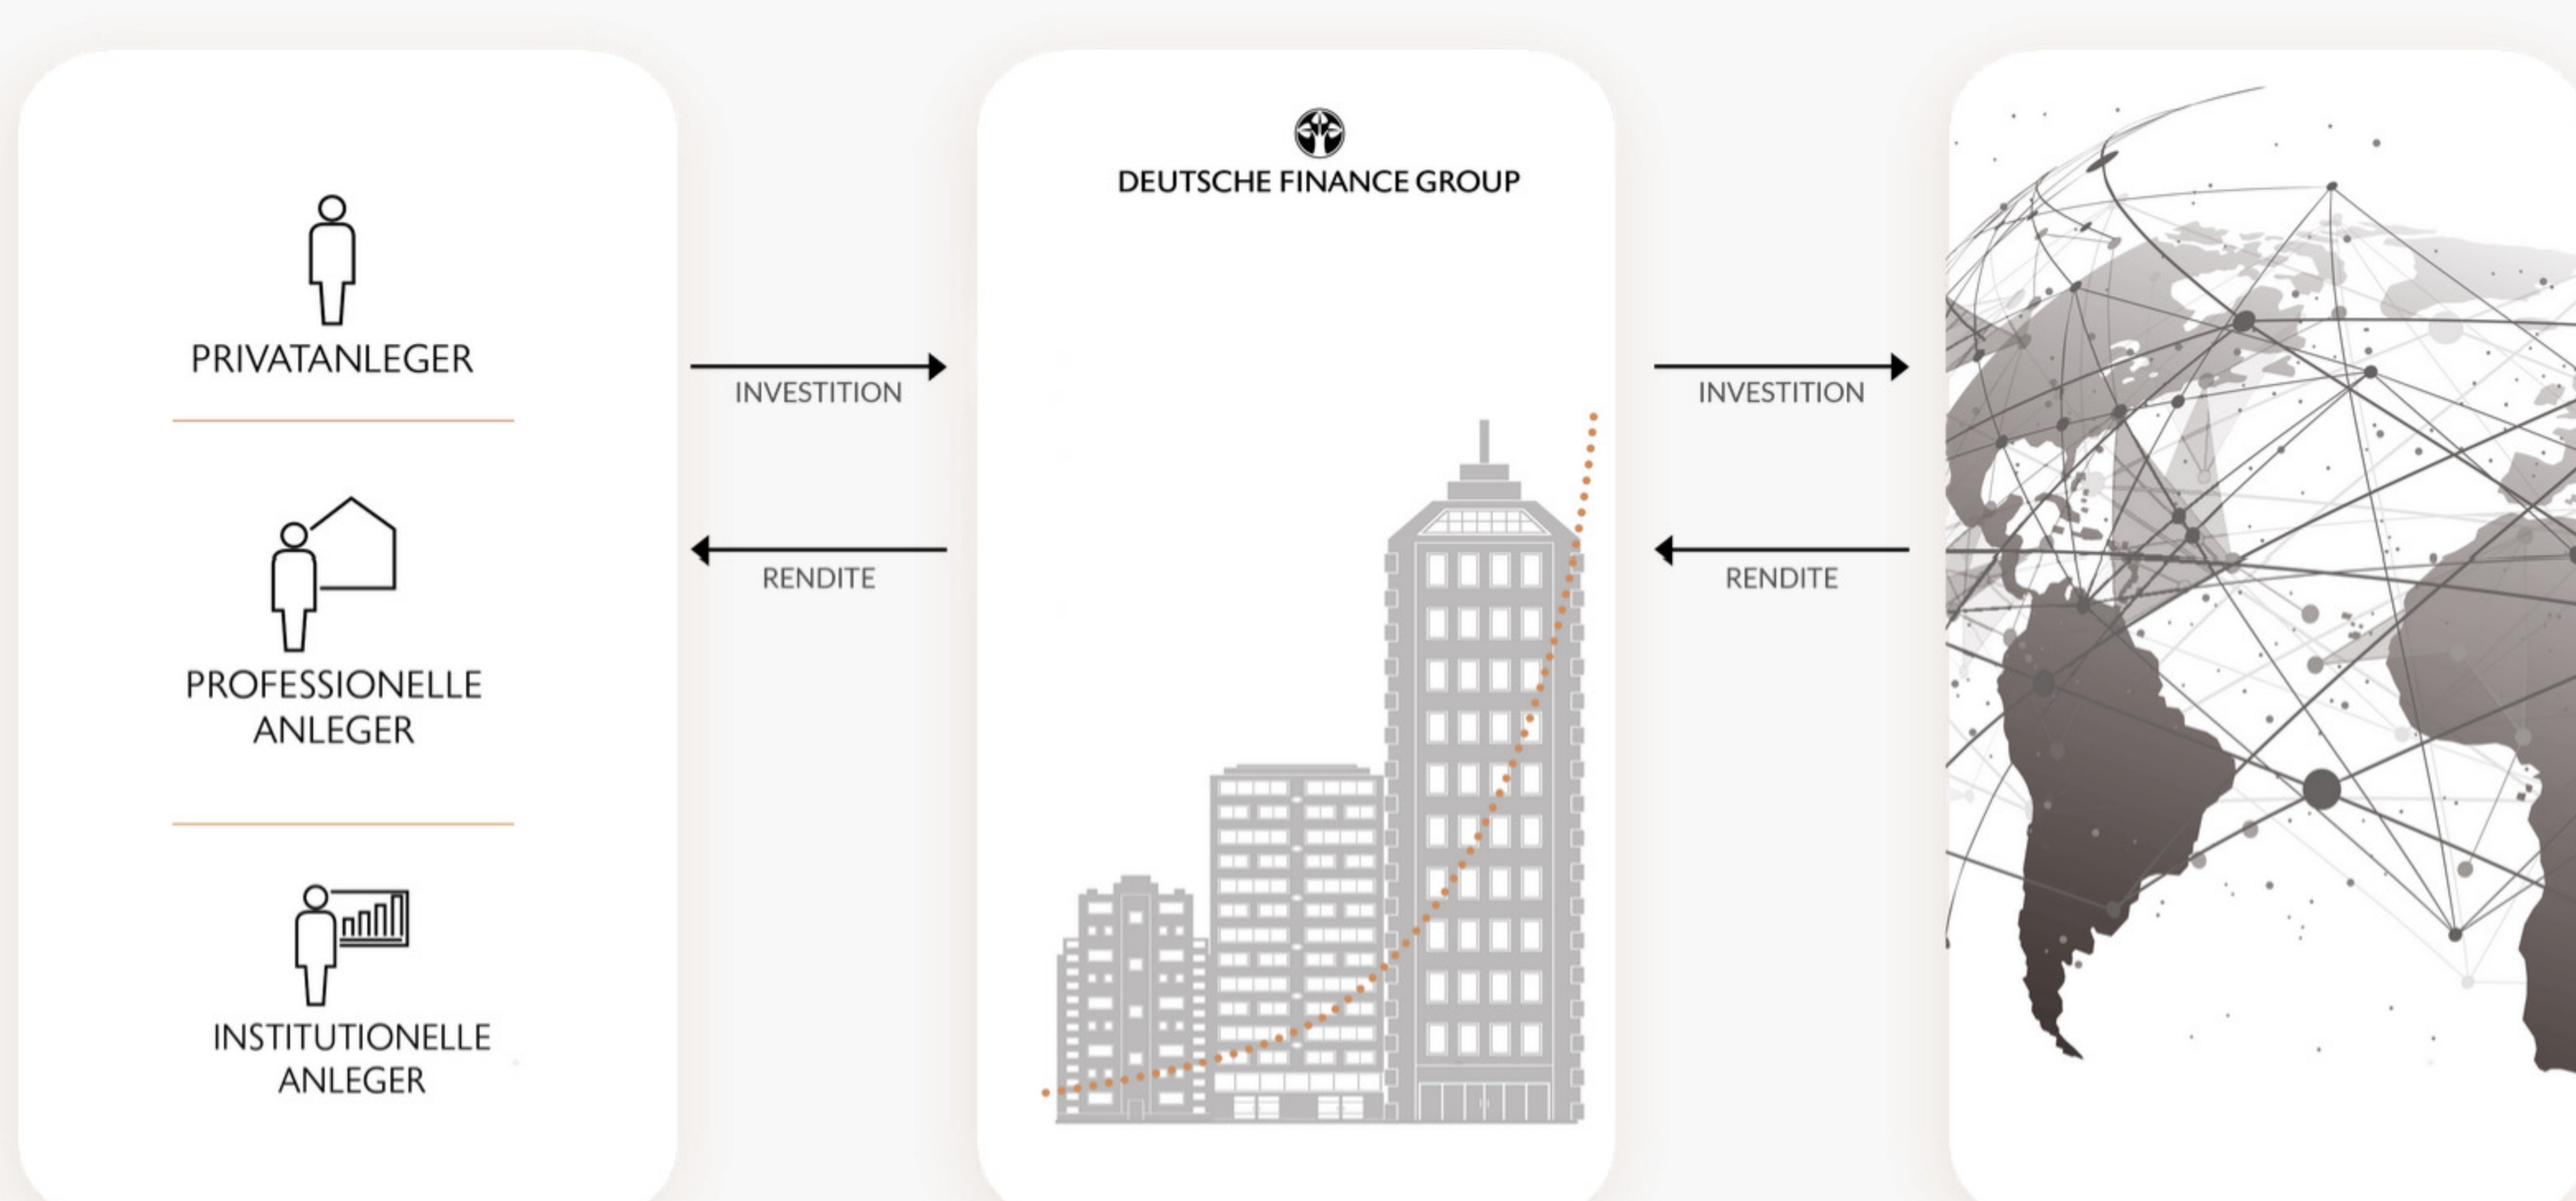 PRIVATANLEGER
PROFESSIONELLE
ANLEGER
INSTITUTIONELLE
ANLEGER
INVESTITION
RENDITE
DEUTSCHE FINANCE GROUP
INVESTITION
RENDITE